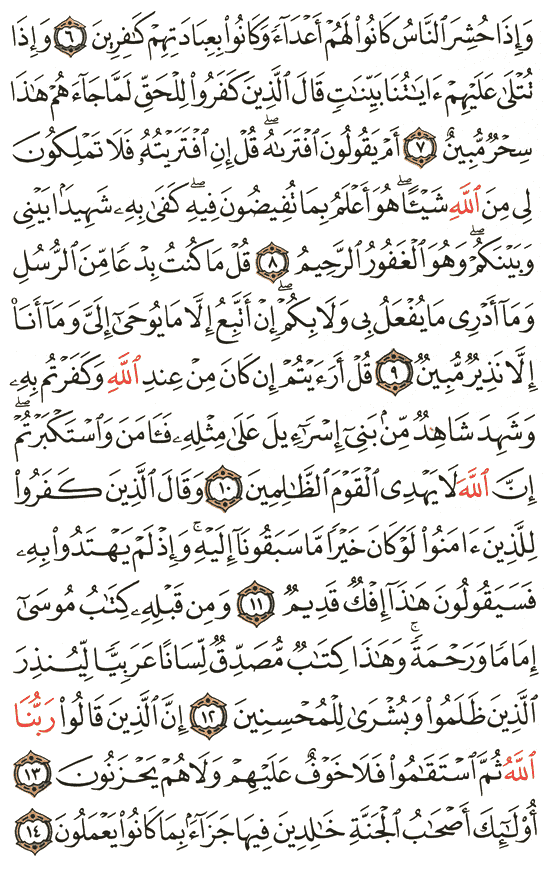 وَإِذَا حُشِرَ ٱلنَّاسُ كَانُوا۟ لَهُمْ أَعْدَآءً وَكَانُوا۟ بِعِبَادَتِهِمْ كَـٰفِرِينَ ٦ وَإِذَا
تُتْلَىٰ عَلَيْهِمْ ءَايَـٰتُنَا بَيِّنَـٰتٍ قَالَ ٱلَّذِينَ كَفَرُوا۟ لِلْحَقِّ لَمَّا جَآءَهُمْ هَـٰذَا
سِحْرٌ مُّبِينٌ ٧ أَمْ يَقُولُونَ ٱفْتَرَىٰهُ ۖ قُلْ إِنِ ٱفْتَرَيْتُهُۥ فَلَا تَمْلِكُونَ
لِى مِنَ ٱللَّهِ شَيْـًٔا ۖ هُوَ أَعْلَمُ بِمَا تُفِيضُونَ فِيهِ ۖ كَفَىٰ بِهِۦ شَهِيدًۢا بَيْنِى
وَبَيْنَكُمْ ۖ وَهُوَ ٱلْغَفُورُ ٱلرَّحِيمُ ٨ قُلْ مَا كُنتُ بِدْعًا مِّنَ ٱلرُّسُلِ
وَمَآ أَدْرِى مَا يُفْعَلُ بِى وَلَا بِكُمْ ۖ إِنْ أَتَّبِعُ إِلَّا مَا يُوحَىٰٓ إِلَىَّ وَمَآ أَنَا۠
إِلَّا نَذِيرٌ مُّبِينٌ ٩ قُلْ أَرَءَيْتُمْ إِن كَانَ مِنْ عِندِ ٱللَّهِ وَكَفَرْتُم بِهِۦ
وَشَهِدَ شَاهِدٌ مِّنۢ بَنِىٓ إِسْرَٰٓءِيلَ عَلَىٰ مِثْلِهِۦ فَـَٔامَنَ وَٱسْتَكْبَرْتُمْ ۖ
إِنَّ ٱللَّهَ لَا يَهْدِى ٱلْقَوْمَ ٱلظَّـٰلِمِينَ ١٠ وَقَالَ ٱلَّذِينَ كَفَرُوا۟
لِلَّذِينَ ءَامَنُوا۟ لَوْ كَانَ خَيْرًا مَّا سَبَقُونَآ إِلَيْهِ ۚ وَإِذْ لَمْ يَهْتَدُوا۟ بِهِۦ
فَسَيَقُولُونَ هَـٰذَآ إِفْكٌ قَدِيمٌ ١١ وَمِن قَبْلِهِۦ كِتَـٰبُ مُوسَىٰٓ
إِمَامًا وَرَحْمَةً ۚ وَهَـٰذَا كِتَـٰبٌ مُّصَدِّقٌ لِّسَانًا عَرَبِيًّا لِّيُنذِرَ
ٱلَّذِينَ ظَلَمُوا۟ وَبُشْرَىٰ لِلْمُحْسِنِينَ ١٢ إِنَّ ٱلَّذِينَ قَالُوا۟ رَبُّنَا
ٱللَّهُ ثُمَّ ٱسْتَقَـٰمُوا۟ فَلَا خَوْفٌ عَلَيْهِمْ وَلَا هُمْ يَحْزَنُونَ ١٣
أُو۟لَـٰٓئِكَ أَصْحَـٰبُ ٱلْجَنَّةِ خَـٰلِدِينَ فِيهَا جَزَآءًۢ بِمَا كَانُوا۟ يَعْمَلُونَ ١٤